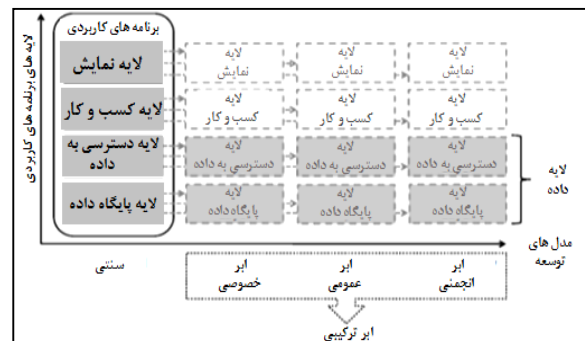 برنامه های کاربردی
لایه های برنامه های کاربردی
لایه نمایش
لایه
نمایش
لایه
نمایش
لایه
نمایش
لایه کسب و کار
لایه
کسب و کار
لایه
کسب و کار
لایه
کسب و کار
لایه دسترسی به
داده
لایه
دسترسی به داده
لایه
دسترسی به داده
لایه
دسترسی به داده
لایه پایگاه داده
لایه
پایگاه داده
لایه
پایگاه داده
لایه
پایگاه داده
لایه
داده
مدل های
توسعه
سنتی
ابر
خصوصی
ابر
عمومی
ابر
انجمنی
ابر ترکیبی